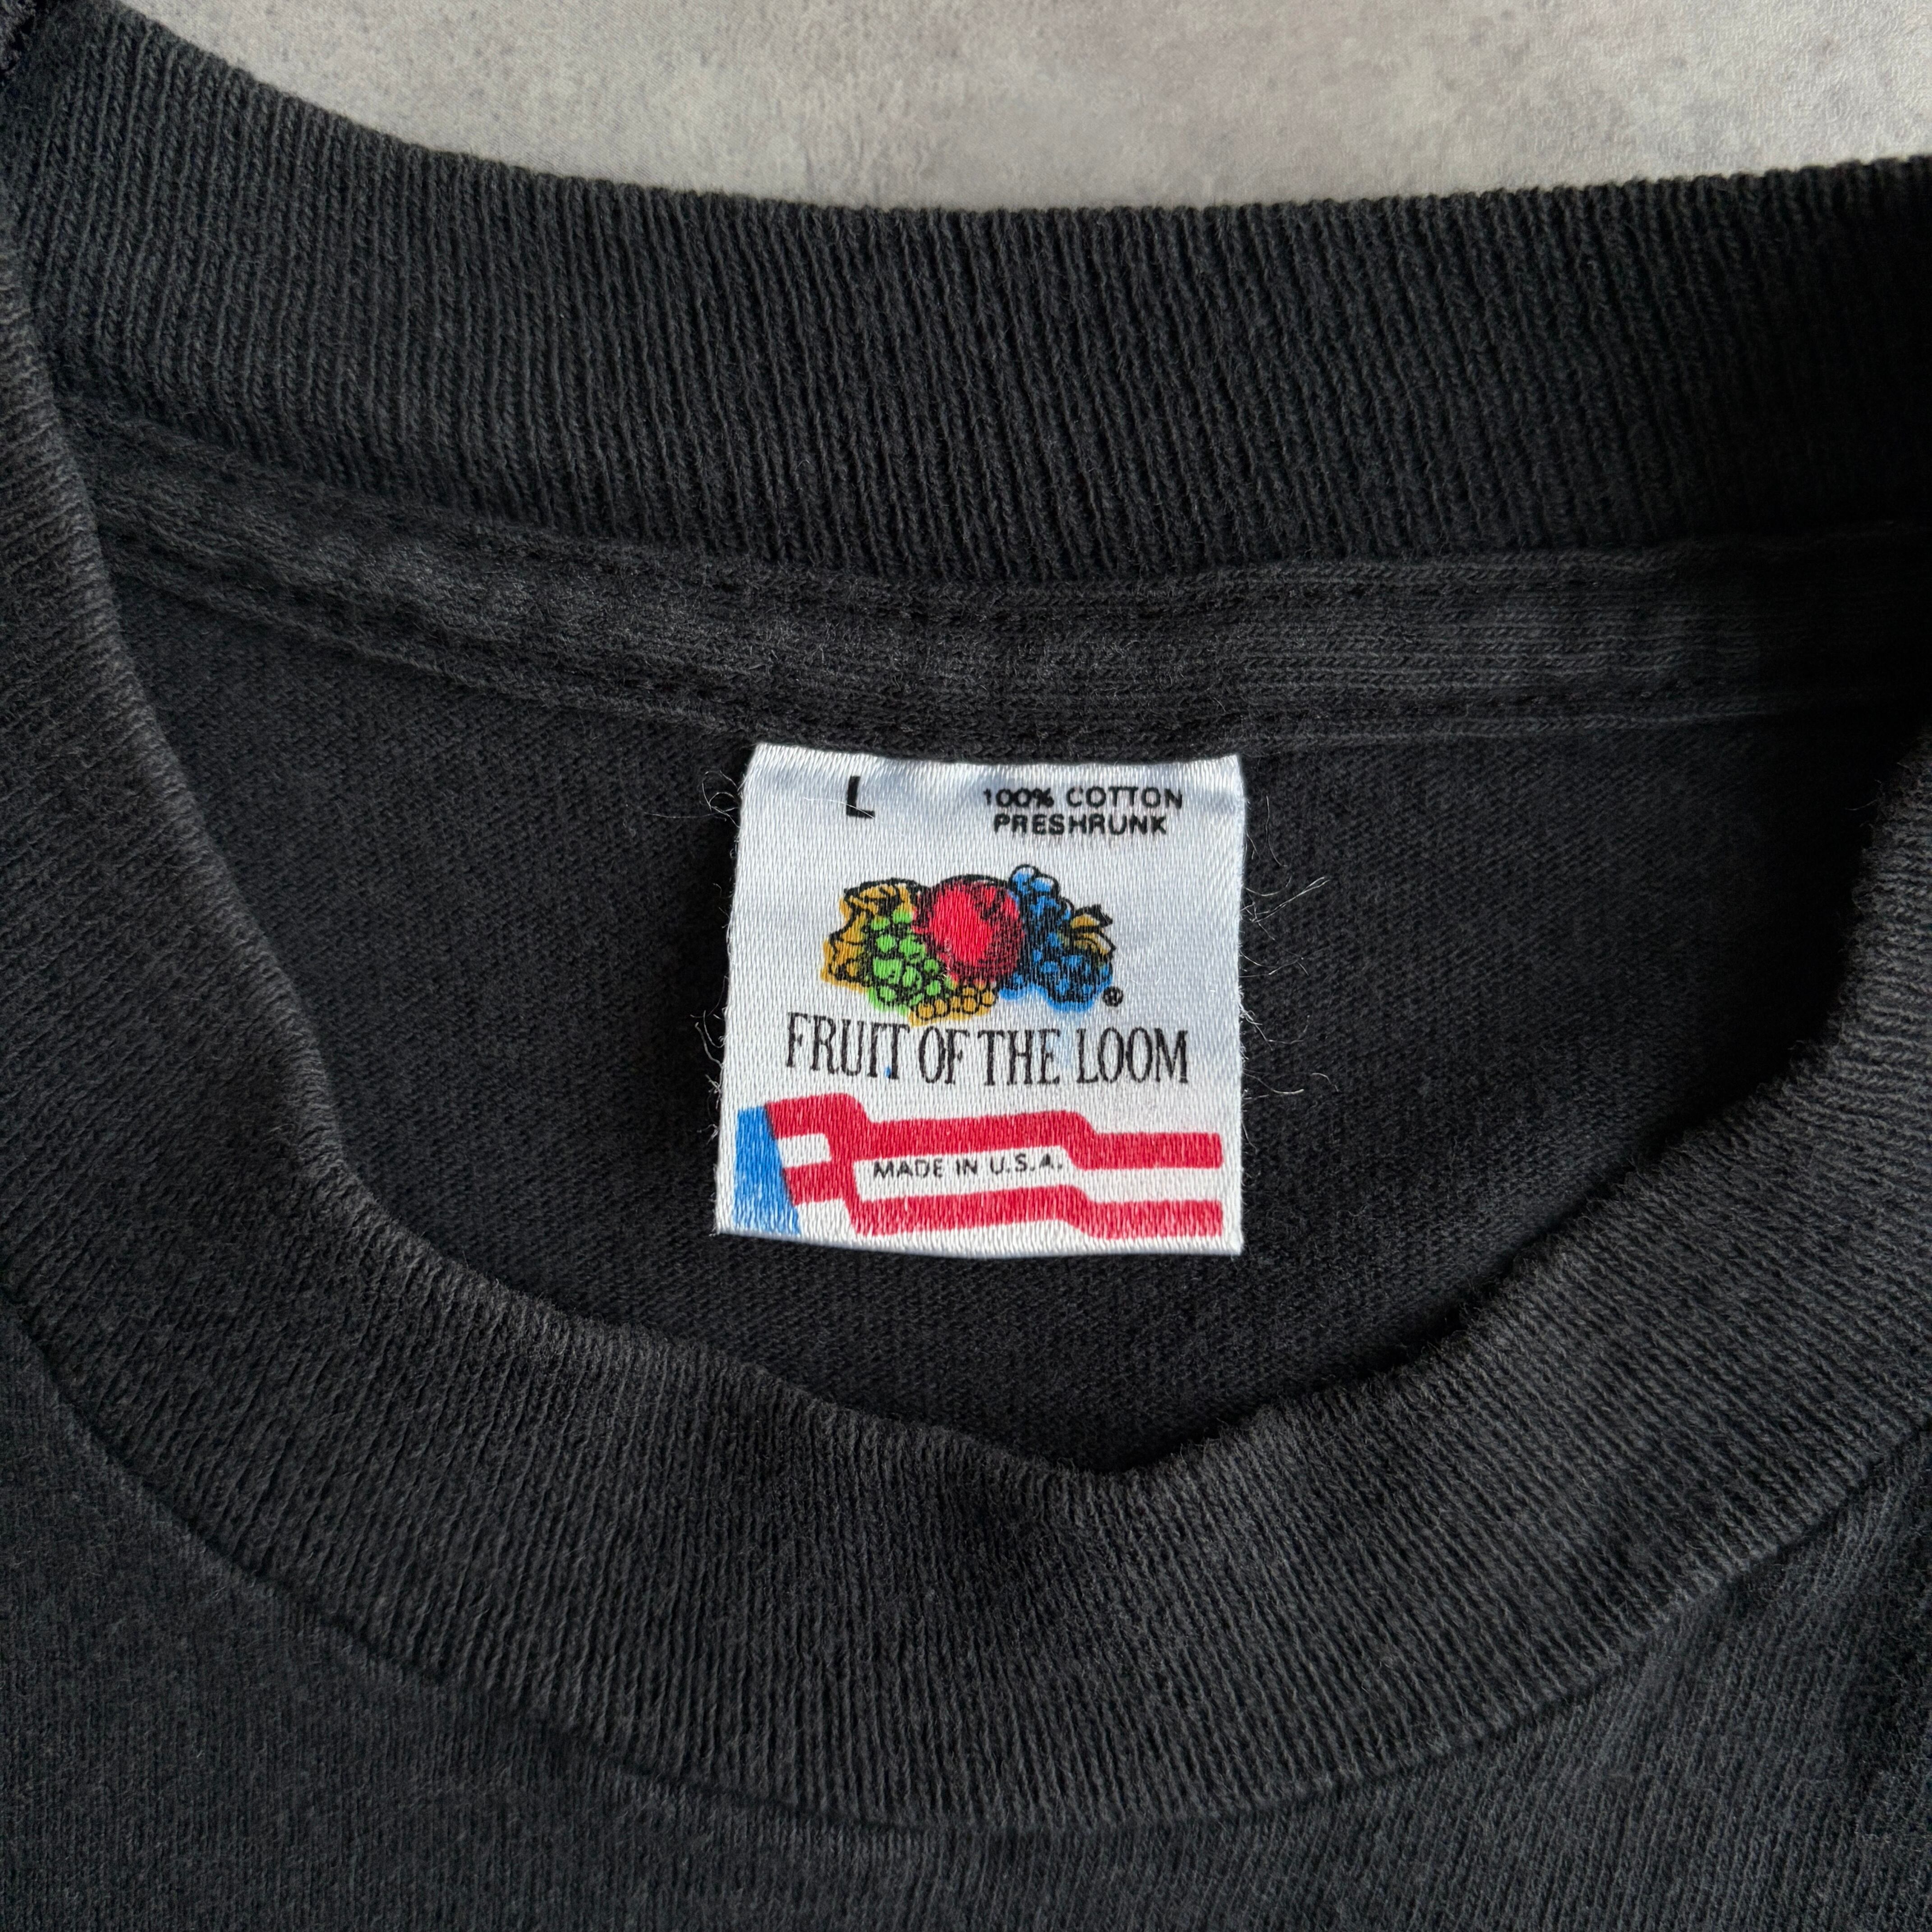 L
100% COTTON
PRESHRUNK
®
FRUIT OF THE LOOM
MADE IN U.S.A.